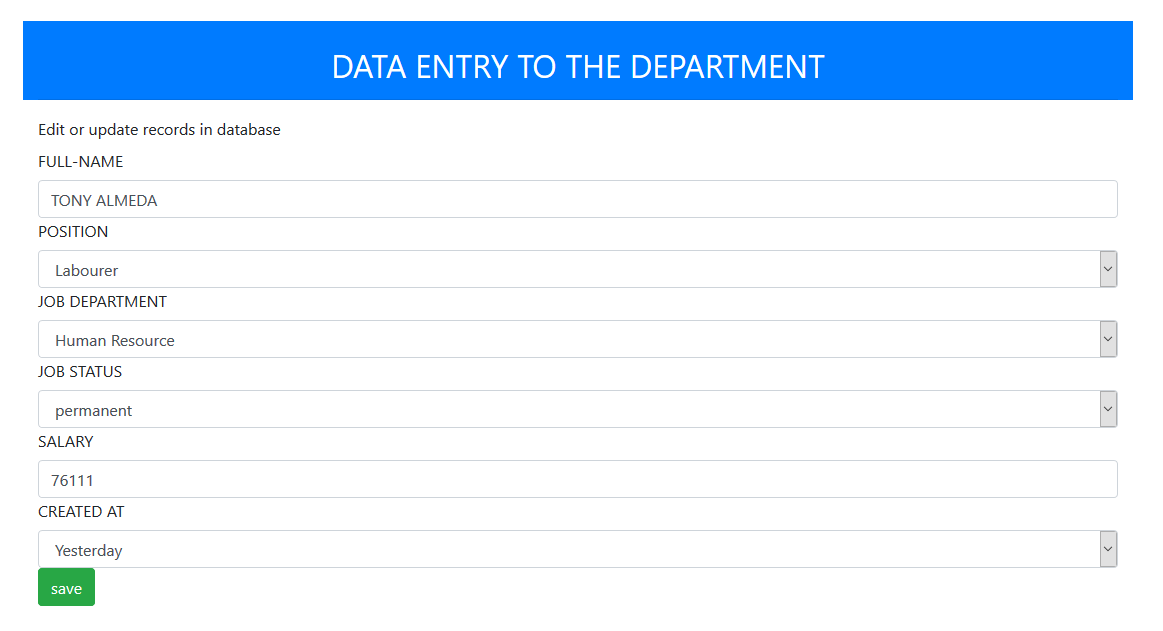 DATA ENTRY TO THE DEPARTMENT
Edit or update records in database
FULL-NAME
TONY ALMEDA
POSITION
Labourer
JOB DEPARTMENT
Human Resource
JOB STATUS
permanent
SALARY
76111
CREATED AT
Yesterday
save